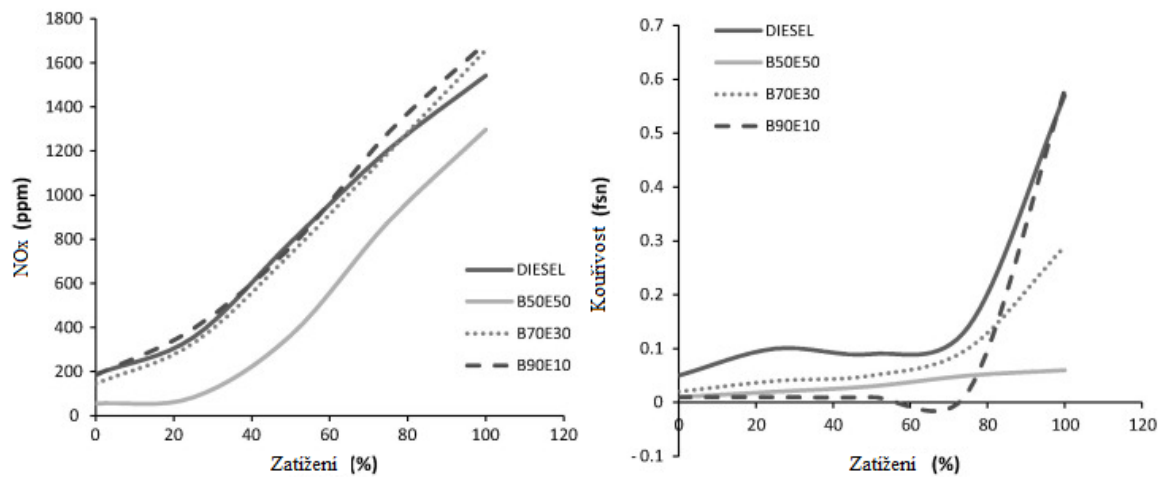 1800
1600
1400
1200
1000
800
600
400
200
0
NOx (ppm)
0 20 40 60 80 100 120
Zatížení (%)
DIESEL
B50E50
B70E30
B90E10
0.7
0.6
0.5
0.4
0.3
0.2
0.1
0
-0.1
Kouřivost (fsn)
0 20 40 60 80 100 120
Zatížení (%)
DIESEL
B50E50
B70E30
B90E10